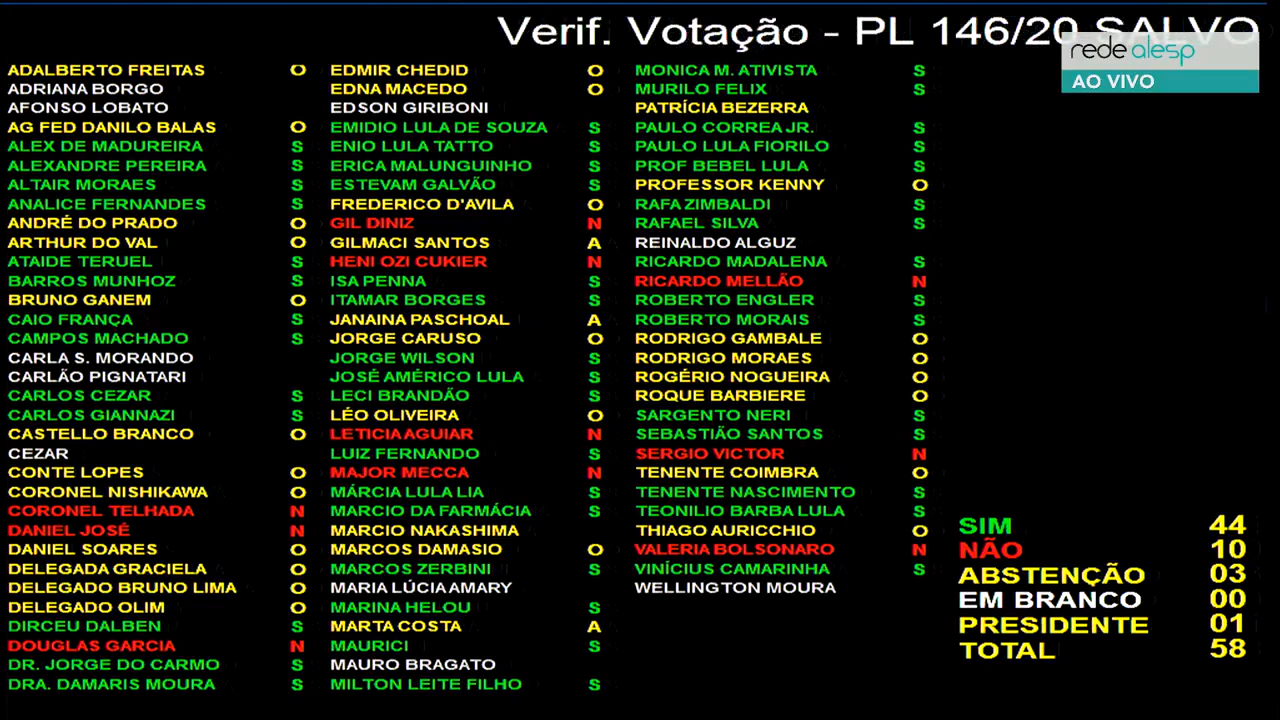 Verif. Votação - PL 146/20 SALVO
rede alesp
AO VIVO
ADALBERTO FREITAS O
ADRIANA BORGO
AFONSO LOBATO
AG FED DANILO BALAS O
ALEX DE MADUREIRA S
ALEXANDRE PEREIRA S
ALTAIR MORAES S
ANALICE FERNANDES S
ANDRÉ DO PRADO O
ARTHUR DO VAL O
ATAIDE TERUEL S
BARROS MUNHOZ S
BRUNO GANEM O
CAIO FRANÇA S
CAMPOS MACHADO S
CARLA S. MORANDO
CARLÃO PIGNATARI
CARLOS CEZAR S
CARLOS GIANNAZI S
CASTELLO BRANCO O
CEZAR
CONTE LOPES O
CORONEL NISHIKAWA O
CORONEL TELHADA N
DANIEL JOSÉ N
DANIEL SOARES O
DELEGADA GRACIELA O
DELEGADO BRUNO LIMA O
DELEGADO OLIM O
DIRCEU DALBEN S
DOUGLAS GARCIA N
DR. JORGE DO CARMO S
DRA. DAMARIS MOURA S
EDMIR CHEDID O
EDNA MACEDO O
EDSON GIRIBONI
EMIDIO LULA DE SOUZA S
ENIO LULA TATTO S
ERICA MALUNGUINHO S
ESTEVAM GALVÃO S
FREDERICO D'AVILA O
GIL DINIZ N
GILMACI SANTOS A
HENI OZI CUKIER N
ISA PENNA S
ITAMAR BORGES S
JANAINA PASCHOAL A
JORGE CARUSO O
JORGE WILSON S
JOSÉ AMÉRICO LULA S
LECI BRANDÃO S
LÉO OLIVEIRA O
LETICIA AGUIAR N
LUIZ FERNANDO S
MAJOR MECCA N
MÁRCIA LULA LIA S
MARCIO DA FARMÁCIA S
MARCIO NAKASHIMA
MARCOS DAMASIO O
MARCOS ZERBINI S
MARIA LÚCIA AMARY
MARINA HELOU S
MARTA COSTA A
MAURICI S
MAURO BRAGATO
MILTON LEITE FILHO S
MONICA M. ATIVISTA S
MURILO FELIX S
PATRÍCIA BEZERRA
PAULO CORREA JR. S
PAULO LULA FIORILO S
PROF BEBEL LULA S
PROFESSOR KENNY O
RAFA ZIMBALDI S
RAFAEL SILVA S
REINALDO ALGUZ
RICARDO MADALENA S
RICARDO MELLÃO N
ROBERTO ENGLER S
ROBERTO MORAIS S
RODRIGO GAMBALE O
RODRIGO MORAES O
ROGÉRIO NOGUEIRA O
ROQUE BARBIERE O
SARGENTO NERI S
SEBASTIÃO SANTOS S
SERGIO VICTOR N
TENENTE COIMBRA O
TENENTE NASCIMENTO S
TEONILIO BARBA LULA S
THIAGO AURICCHIO O
VALERIA BOLSONARO N
VINÍCIUS CAMARINHA S
WELLINGTON MOURA
SIM 44
NÃO 10
ABSTENÇÃO 03
EM BRANCO 00
PRESIDENTE 01
TOTAL 58